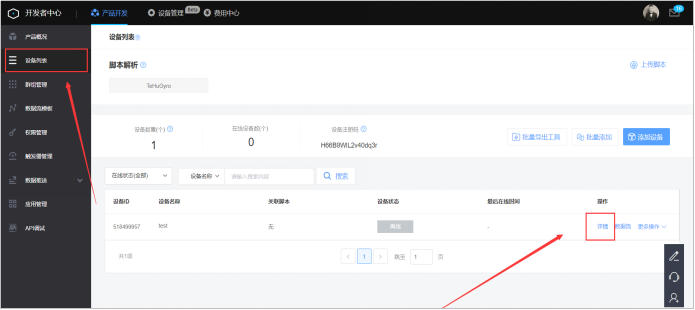 开发者中心 产品开发 设备管理 Beta 费用中心
产品概况
设备列表
群组管理
数据流模板
权限管理
触发器管理
数据推送
应用管理
API调试
设备列表
脚本解析 上传脚本
TeHuGyro
设备总量(个) 在线设备总(个) 设备注册码
1 0 H66B9WIL2v40dq3r
批量导出工具 批量添加 添加设备
在线状态(全部) 设备名称 请输入搜索内容 搜索
设备ID 设备名称 关联脚本 设备状态 最后在线时间 操作
518499957 test 无 离线 - 详情 数据流 更多操作
共1项 1 跳至 1 页